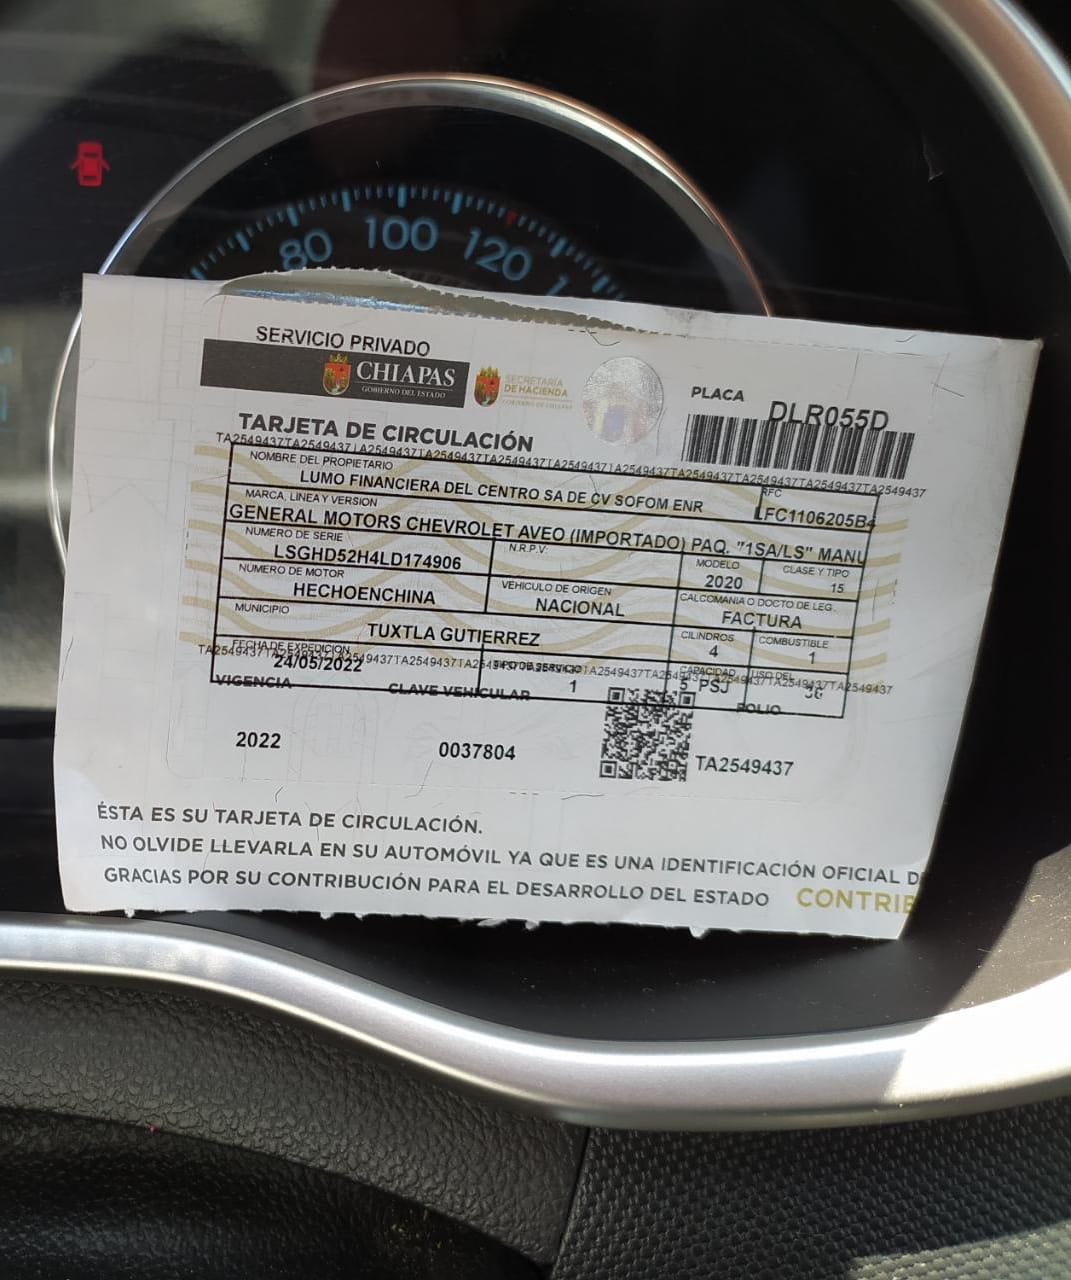 80 100 120 1
SERVICIO PRIVADO
CHIAPAS
GOBIERNO DEL ESTADO
SECRETARÍA
DE HACIENDA
GOBIERNO DE CHIAPAS
PLACA DLR055D
TARJETA DE CIRCULACIÓN
TA2549437TA2549437TA2549437TA2549437TA2549437TA2549437TA2549437TA2549437TA2549437TA2549437TA2549437
NOMBRE DEL PROPIETARIO RFC
LUMO FINANCIERA DEL CENTRO SA DE CV SOFOM ENR LFC1106205B4
MARCA, LINEA Y VERSION
GENERAL MOTORS CHEVROLET AVEO (IMPORTADO) PAQ. "1SA/LS" MANU
NUMERO DE SERIE N.R.P.V. MODELO CLASE Y TIPO
LSGHD52H4LD174906 2020 15
NUMERO DE MOTOR VEHICULO DE ORIGEN CALCOMANIA O DOCTO DE LEG.
HECHOENCHINA NACIONAL FACTURA
MUNICIPIO CILINDROS COMBUSTIBLE
TUXTLA GUTIERREZ 4 1
FECHA DE EXPEDICION TIPO DE SERVICIO CAPACIDAD USO DEL
24/05/2022 1 5 PSJ 36
VIGENCIA CLAVE VEHICULAR FOLIO
2022 0037804 TA2549437
ÉSTA ES SU TARJETA DE CIRCULACIÓN.
NO OLVIDE LLEVARLA EN SU AUTOMÓVIL YA QUE ES UNA IDENTIFICACIÓN OFICIAL D
GRACIAS POR SU CONTRIBUCIÓN PARA EL DESARROLLO DEL ESTADO CONTRIB